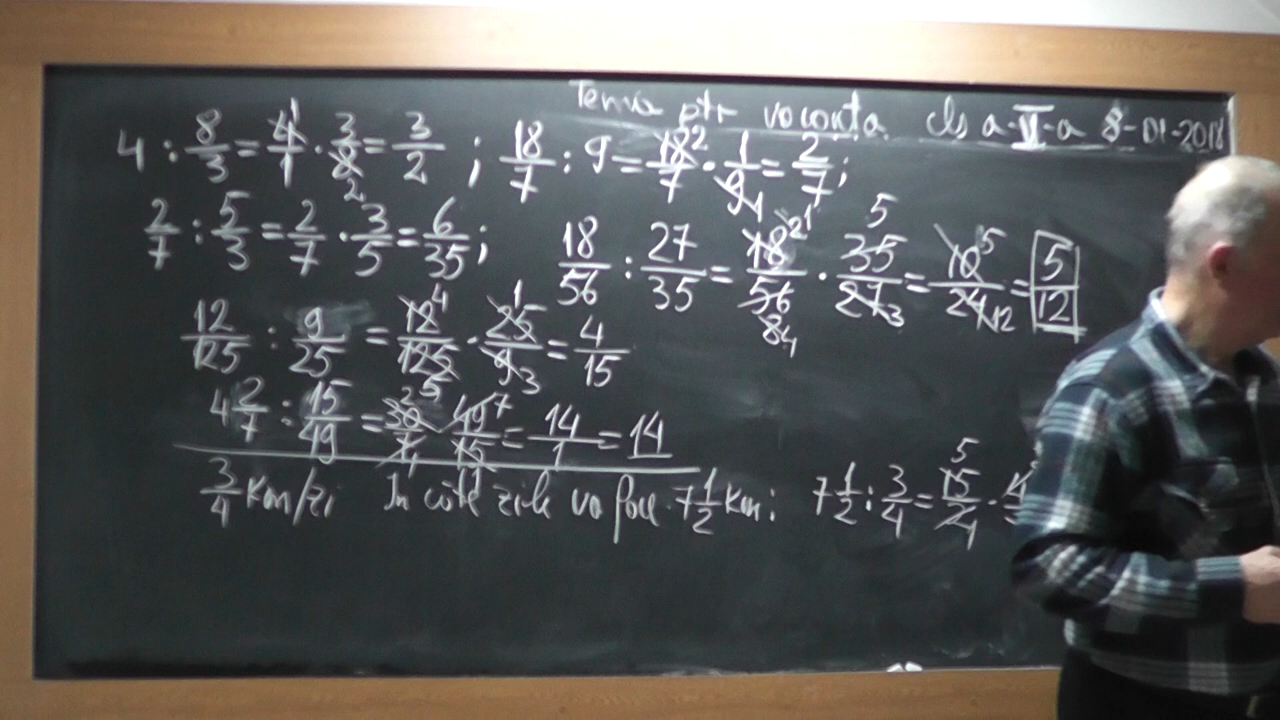 Tema ptr vacanta cls a-VI-a 8-01-2018
4 : 8/3 = 4/1 · 3/8 = 3/2 ; 18/7 : 9 = 18/7 · 1/9 = 2/7 ;
2/7 : 5/3 = 2/7 · 3/5 = 6/35 ; 18/56 : 27/35 = 18/56 · 35/27 = 10/24 = 5/12
12/125 : 9/25 = 12/125 · 25/9 = 4/15
4 2/7 : 15/49 = 30/7 · 49/15 = 14/1 = 14
3/4 Km/zi In câte zile va face 7 1/2 Km: 7 1/2 : 3/4 = 15/2 · 4